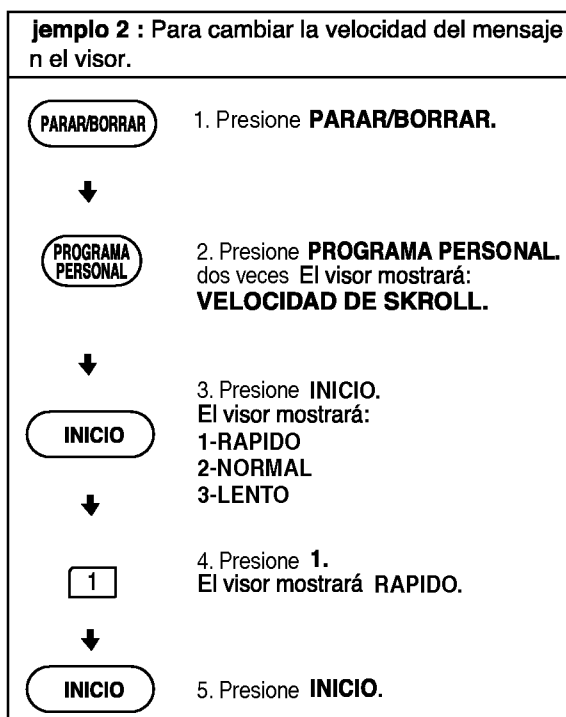 jemplo 2 : Para cambiar la velocidad del mensaje
n el visor.
PARAR/BORRAR
1. Presione PARAR/BORRAR.
PROGRAMA
PERSONAL
2. Presione PROGRAMA PERSONAL.
dos veces El visor mostrará:
VELOCIDAD DE SKROLL.
INICIO
3. Presione INICIO.
El visor mostrará:
1-RAPIDO
2-NORMAL
3-LENTO
1
4. Presione 1.
El visor mostrará RAPIDO.
INICIO
5. Presione INICIO.